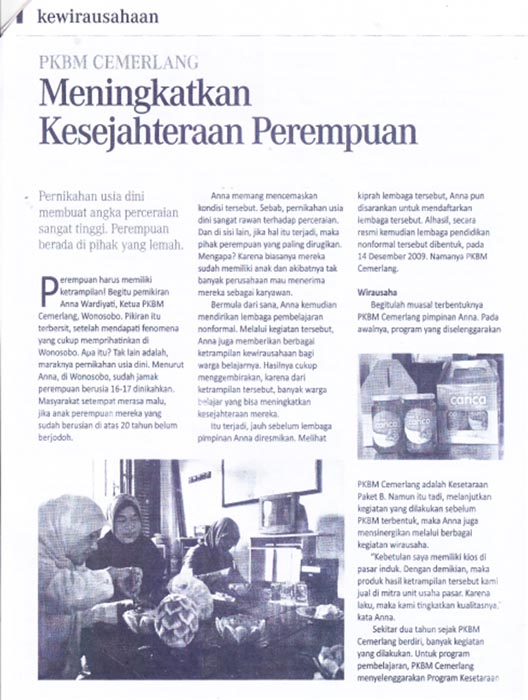 kewirausahaan
PKBM CEMERLANG
Meningkatkan
Kesejahteraan Perempuan
Pernikahan usia dini
membuat angka perceraian
sangat tinggi. Perempuan
berada di pihak yang lemah.
Perempuan harus memiliki
ketrampilan! Begitu pemikiran
Anna Wardiyati, Ketua PKBM
Cemerlang, Wonosobo. Pikiran itu
terbersit, setelah mendapati fenomena
yang cukup memprihatinkan di
Wonosobo. Apa itu? Tak lain adalah,
maraknya pernikahan usia dini. Menurut
Anna, di Wonosobo, sudah jamak
perempuan berusia 16-17 dinikahkan.
Masyarakat setempat merasa malu,
jika anak perempuan mereka yang
sudah berusian di atas 20 tahun belum
berjodoh.
Anna memang mencemaskan
kondisi tersebut. Sebab, pernikahan usia
dini sangat rawan terhadap perceraian.
Dan di sisi lain, jika hal itu terjadi, maka
pihak perempuan yang paling dirugikan.
Mengapa? Karena biasanya mereka
sudah memiliki anak dan akibatnya tak
banyak perusahaan mau menerima
mereka sebagai karyawan.
Bermula dari sana, Anna kemudian
mendirikan lembaga pembelajaran
nonformal. Melalui kegiatan tersebut,
Anna juga memberikan berbagai
ketrampilan kewirausahaan bagi
warga belajarnya. Hasilnya cukup
menggembirakan, karena dari
ketrampilan tersebut, banyak warga
belajar yang bisa meningkatkan
kesejahteraan mereka.
Itu terjadi, jauh sebelum lembaga
pimpinan Anna diresmikan. Melihat
kiprah lembaga tersebut, Anna pun
disarankan untuk mendaftarkan
lembaga tersebut. Alhasil, secara
resmi kemudian lembaga pendidikan
nonformal tersebut dibentuk, pada
14 Desember 2009. Namanya PKBM
Cemerlang.
Wirausaha
Begitulah muasal terbentuknya
PKBM Cemerlang pimpinan Anna. Pada
awalnya, program yang diselenggarakan
carica
carica
carica
PKBM Cemerlang adalah Kesetaraan
Paket B. Namun itu tadi, melanjutkan
kegiatan yang dilakukan sebelum
PKBM terbentuk, maka Anna juga
mensinergikan melalui berbagai
kegiatan wirausaha.
"Kebetulan saya memiliki kios di
pasar induk. Dengan demikian, maka
produk hasil ketrampilan tersebut kami
jual di mitra unit usaha pasar. Karena
laku, maka kami tingkatkan kualitasnya,"
kata Anna.
Sekitar dua tahun sejak PKBM
Cemerlang berdiri, banyak kegiatan
yang dilakukan. Untuk program
pembelajaran, PKBM Cemerlang
menyelenggarakan Program Kesetaraan